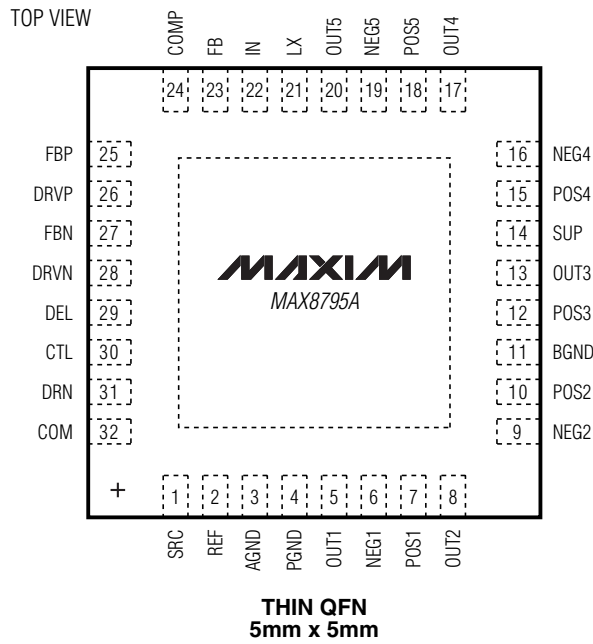 TOP VIEW
COMP FB IN LX OUT5 NEG5 POS5 OUT4
24 23 22 21 20 19 18 17
FBP 25 16 NEG4
DRVP 26 15 POS4
FBN 27 14 SUP
DRVN 28 13 OUT3
DEL 29 12 POS3
CTL 30 11 BGND
DRN 31 10 POS2
COM 32 9 NEG2
MAXIM
MAX8795A
+ 1 2 3 4 5 6 7 8
SRC REF AGND PGND OUT1 NEG1 POS1 OUT2
THIN QFN
5mm x 5mm